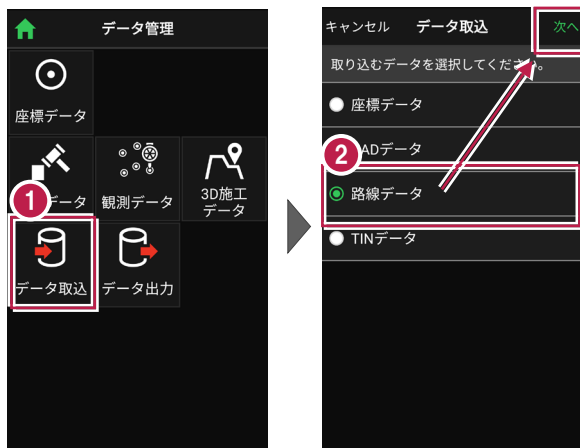 データ管理
座標データ
データ
観測データ
3D施工
データ
1
データ取込
データ出力
キャンセル
データ取込
次へ
取り込むデータを選択してください。
座標データ
ADデータ
2
路線データ
TINデータ